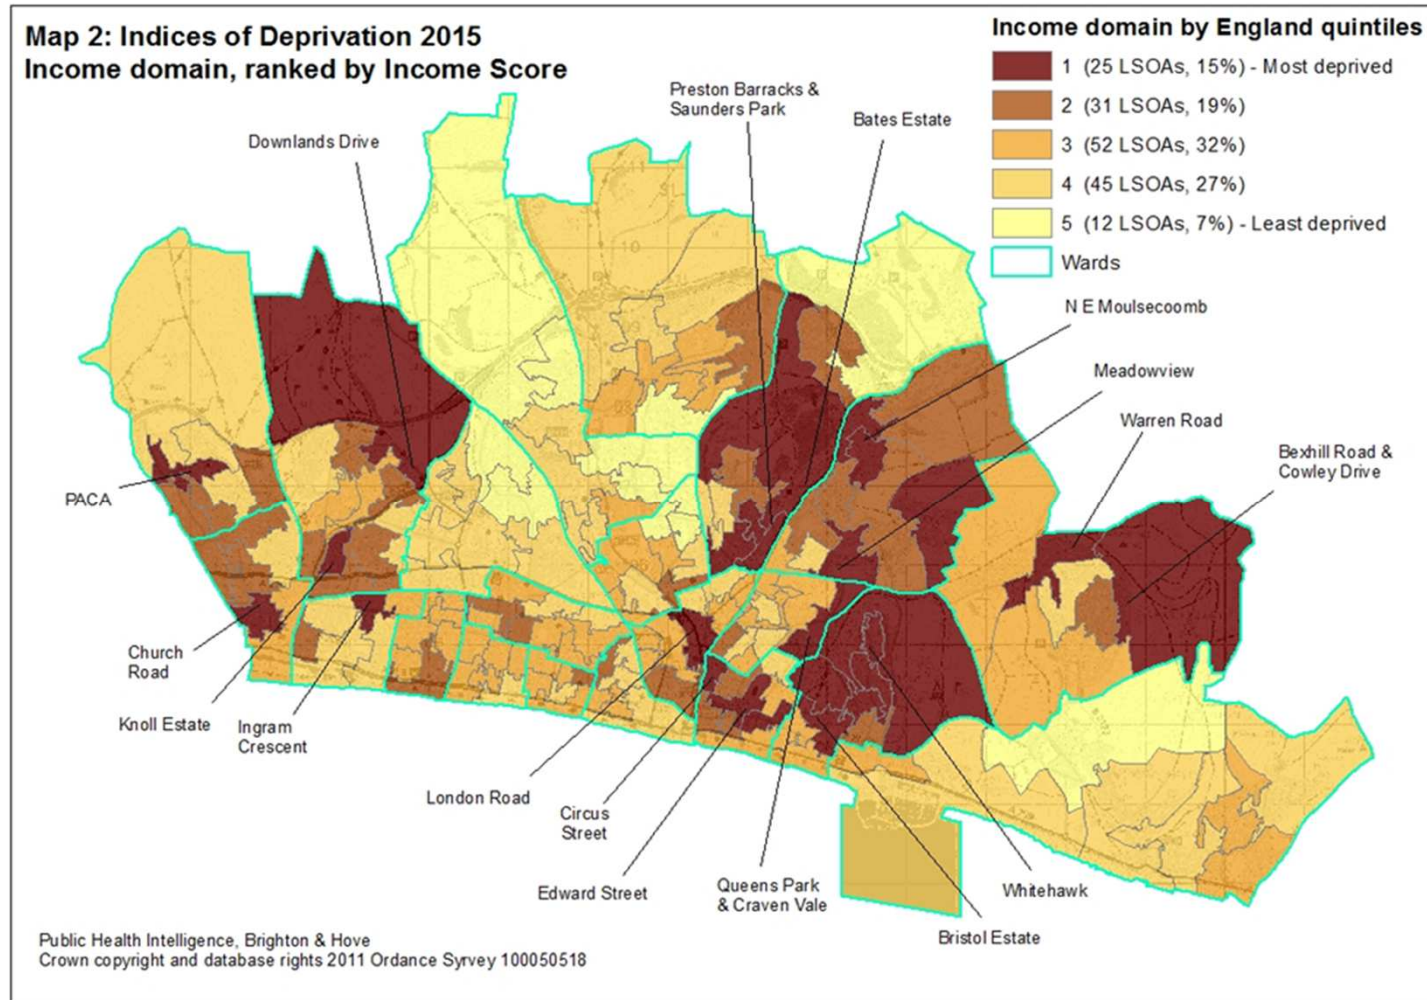 Map 2: Indices of Deprivation 2015
Income domain, ranked by Income Score
Income domain by England quintiles
1 (25 LSOAs, 15%) - Most deprived
2 (31 LSOAs, 19%)
3 (52 LSOAs, 32%)
4 (45 LSOAs, 27%)
5 (12 LSOAs, 7%) - Least deprived
Wards
Preston Barracks &
Saunders Park
Bates Estate
Downlands Drive
N E Moulsecoomb
Meadowview
Warren Road
Bexhill Road &
Cowley Drive
PACA
Church
Road
Knoll Estate
Ingram
Crescent
London Road
Circus
Street
Edward Street
Queens Park
& Craven Vale
Whitehawk
Bristol Estate
Public Health Intelligence, Brighton & Hove
Crown copyright and database rights 2011 Ordance Syrvey 100050518